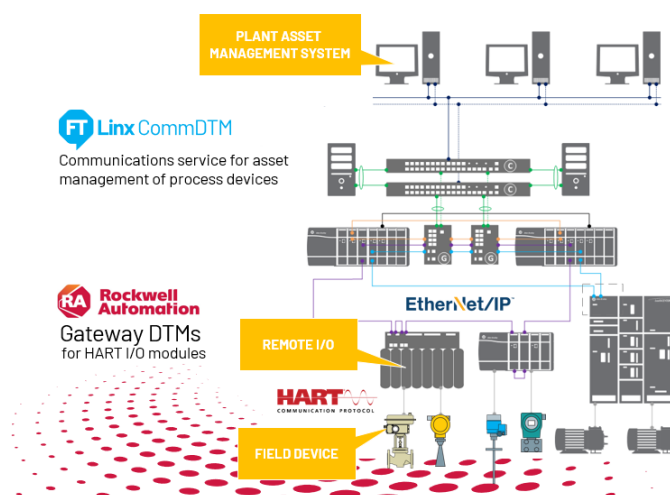 PLANT ASSET
MANAGEMENT SYSTEM
FT Linx CommDTM
Communications service for asset
management of process devices
C
C
G
G
RA Rockwell
Automation
Gateway DTMs
for HART I/O modules
EtherNet/IP™
REMOTE I/O
HART
COMMUNICATION PROTOCOL
FIELD DEVICE